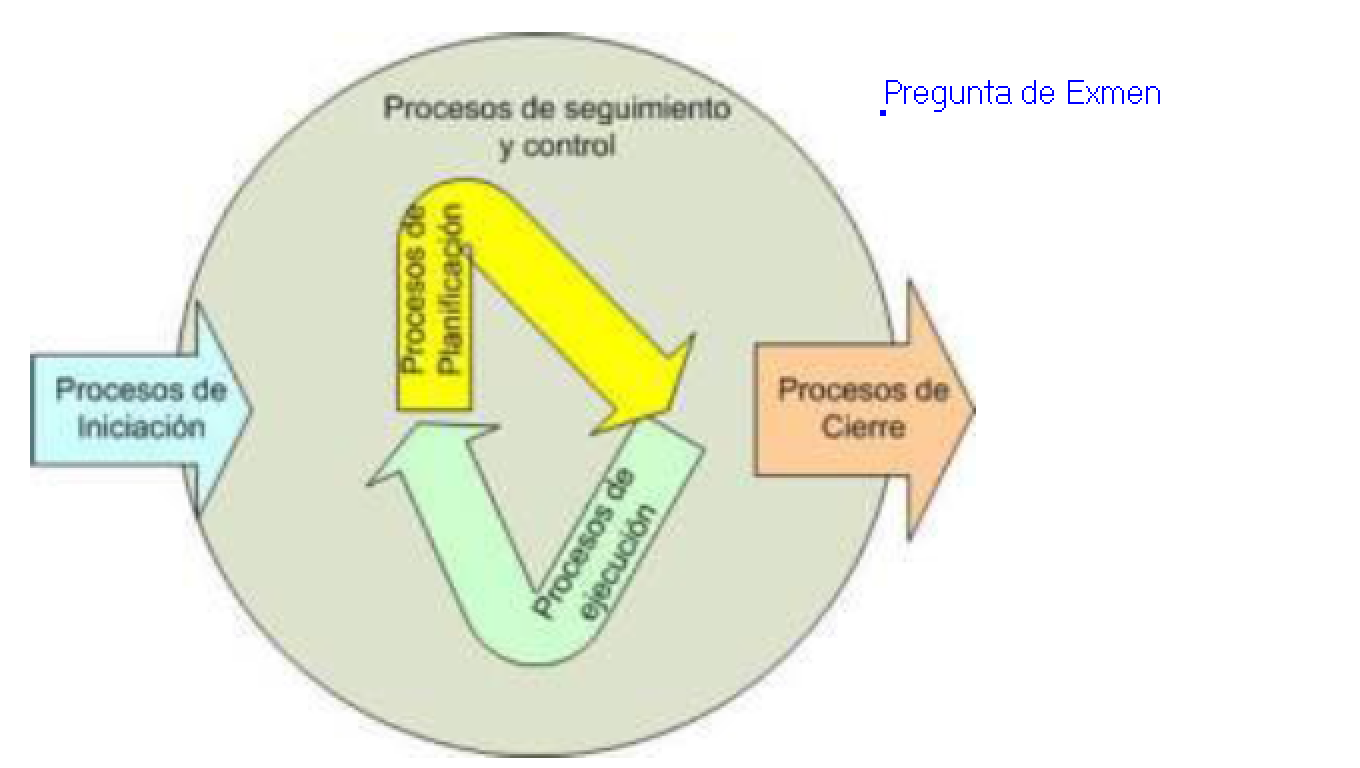 Pregunta de Exmen
Procesos de seguimiento
y control
Procesos de
Planificación
Procesos de
Iniciación
Procesos de
Cierre
Procesos de
ejecución